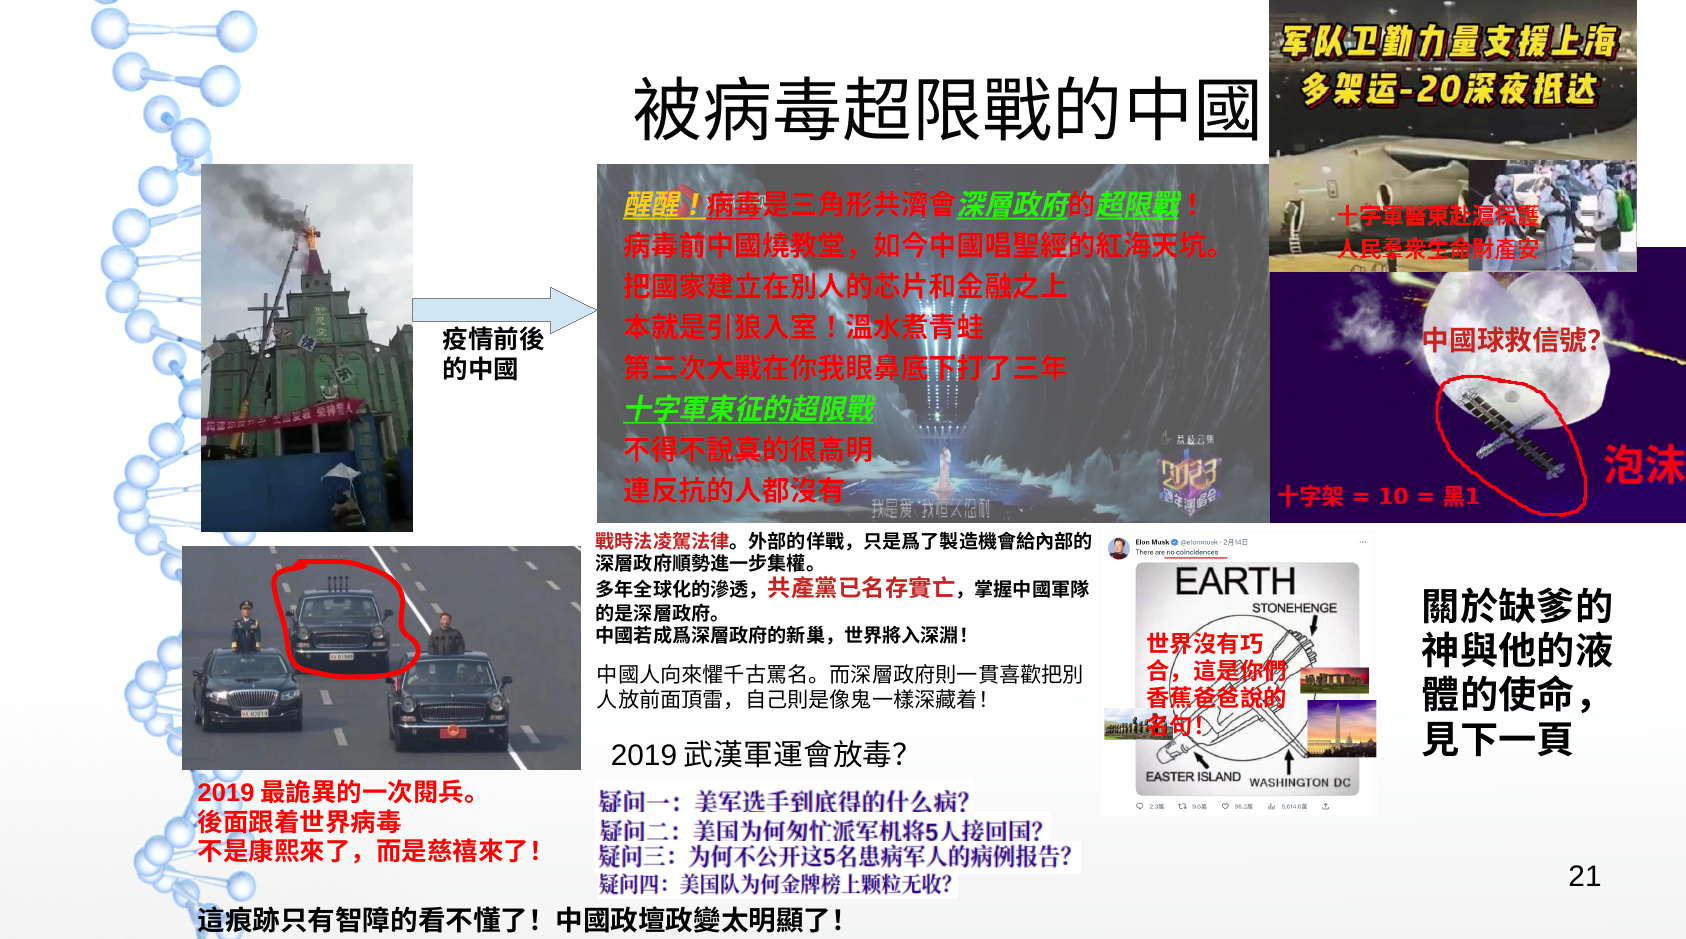 被病毒超限戰的中國
军队卫勤力量支援上海
多架运-20深夜抵达
十字軍醫東赴滬保護
人民羣衆生命財產安
疫情前後
的中國
醒醒！病毒是三角形共濟會深層政府的超限戰！
病毒前中國燒教堂，如今中國唱聖經的紅海天坑。
把國家建立在別人的芯片和金融之上
本就是引狼入室！溫水煮青蛙
第三次大戰在你我眼鼻底下打了三年
十字軍東征的超限戰
不得不說真的很高明
連反抗的人都沒有
我是爱 我恒久忍耐
荔枝云集
2023
跨年演唱会
中國球救信號?
泡沫
十字架 = 10 = 黑1
戰時法凌駕法律。外部的佯戰，只是爲了製造機會給內部的
深層政府順勢進一步集權。
多年全球化的滲透，共產黨已名存實亡，掌握中國軍隊
的是深層政府。
中國若成爲深層政府的新巢，世界將入深淵！
中國人向來懼千古罵名。而深層政府則一貫喜歡把別
人放前面頂雷，自己則是像鬼一樣深藏着！
2019 武漢軍運會放毒？
疑问一：美军选手到底得的什么病?
疑问二：美国为何匆忙派军机将5人接回国?
疑问三：为何不公开这5名患病军人的病例报告?
疑问四：美国队为何金牌榜上颗粒无收?
Elon Musk @elonmusk · 2月14日
There are no coincidences
EARTH
STONEHENGE
世界沒有巧
合，這是你們
香蕉爸爸說的
名句！
EASTER ISLAND
WASHINGTON DC
關於缺爹的
神與他的液
體的使命，
見下一頁
2019 最詭異的一次閱兵。
後面跟着世界病毒
不是康熙來了，而是慈禧來了！
這痕跡只有智障的看不懂了！中國政壇政變太明顯了！
21